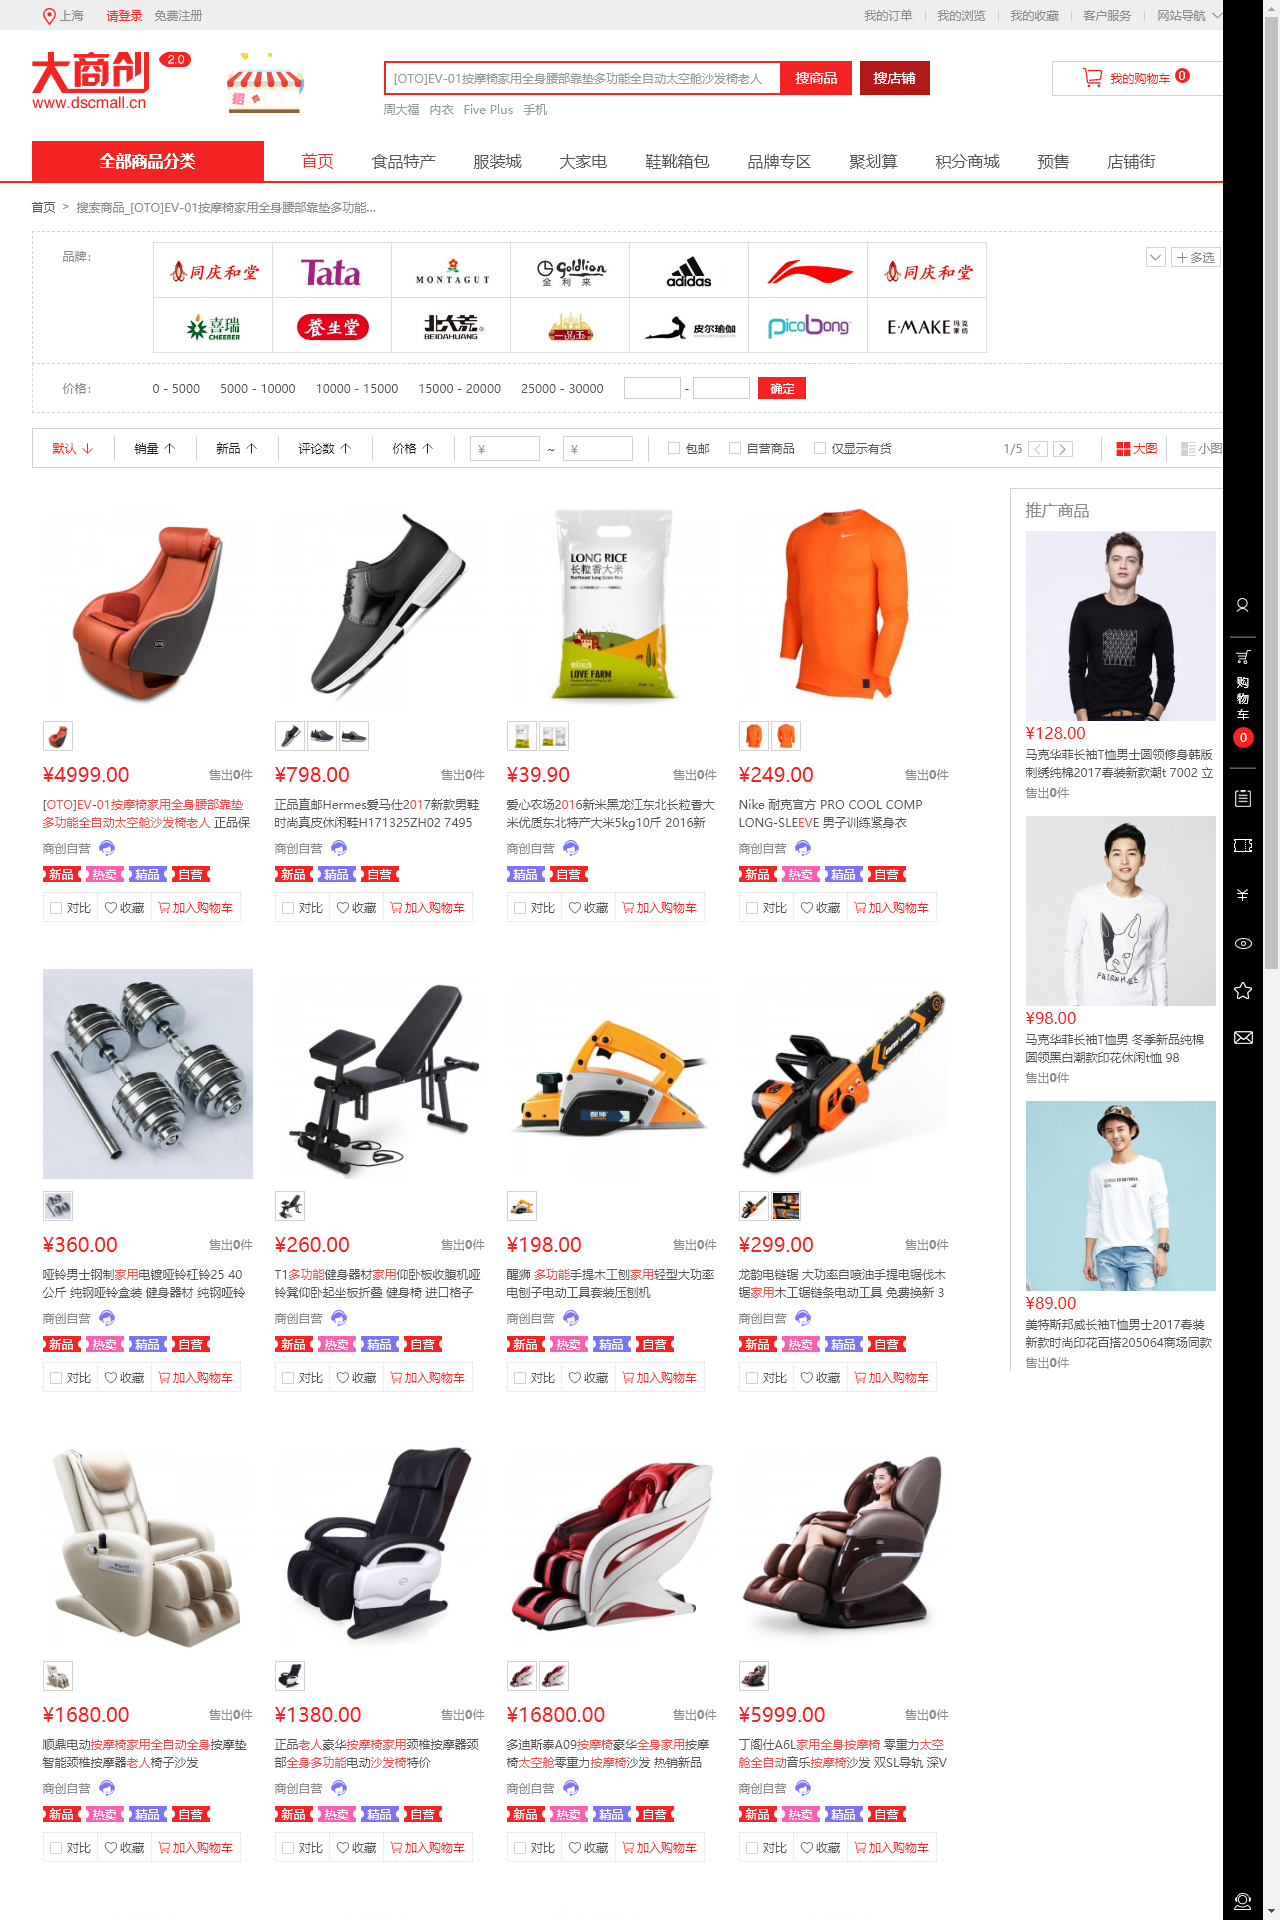 上海 请登录 免费注册 我的订单 我的浏览 我的收藏 客户服务 网站导航
大商创 2.0
www.dscmall.cn
招
[OTO]EV-01按摩椅家用全身腰部靠垫多功能全自动太空舱沙发椅老人 搜商品 搜店铺
我的购物车 0
周大福 内衣 Five Plus 手机
全部商品分类 首页 食品特产 服装城 大家电 鞋靴箱包 品牌专区 聚划算 积分商城 预售 店铺街
首页 > 搜索商品_[OTO]EV-01按摩椅家用全身腰部靠垫多功能...
品牌: 同庆和堂 Tata MONTAGUT Goldlion 金利来 adidas 同庆和堂 多选
喜瑞 CHEERER 養生堂 北大荒 BEIDAHUANG 一品玉 皮尔瑜伽 picobong E·MAKE 玛克家纺
价格: 0 - 5000 5000 - 10000 10000 - 15000 15000 - 20000 25000 - 30000 - 确定
默认 销量 新品 评论数 价格 ¥ ~ ¥ 包邮 自营商品 仅显示有货 1/5 大图 小图
推广商品
LONG RICE
长粒香大米
Northeast Long Grain Rice
LOVE FARM
¥128.00
马克华菲长袖T恤男士圆领修身韩版
刺绣纯棉2017春装新款潮t 7002 立
售出0件
¥4999.00 售出0件
[OTO]EV-01按摩椅家用全身腰部靠垫
多功能全自动太空舱沙发椅老人 正品保
商创自营
新品 热卖 精品 自营
对比 收藏 加入购物车
¥798.00 售出0件
正品直邮Hermes爱马仕2017新款男鞋
时尚真皮休闲鞋H171325ZH02 7495
商创自营
新品 精品 自营
对比 收藏 加入购物车
¥39.90 售出0件
爱心农场2016新米黑龙江东北长粒香大
米优质东北特产大米5kg10斤 2016新
商创自营
精品 自营
对比 收藏 加入购物车
¥249.00 售出0件
Nike 耐克官方 PRO COOL COMP
LONG-SLEEVE 男子训练紧身衣
商创自营
新品 热卖 精品 自营
对比 收藏 加入购物车
¥98.00
马克华菲长袖T恤男 冬季新品纯棉
圆领黑白潮款印花休闲t恤 98
售出0件
¥360.00 售出0件
哑铃男士钢制家用电镀哑铃杠铃25 40
公斤 纯钢哑铃盒装 健身器材 纯钢哑铃
商创自营
新品 热卖 精品 自营
对比 收藏 加入购物车
¥260.00 售出0件
T1多功能健身器材家用仰卧板收腹机哑
铃凳仰卧起坐板折叠 健身椅 进口格子
商创自营
新品 热卖 精品 自营
对比 收藏 加入购物车
¥198.00 售出0件
醒狮 多功能手提木工刨家用轻型大功率
电刨子电动工具套装压刨机
商创自营
新品 热卖 精品 自营
对比 收藏 加入购物车
¥299.00 售出0件
龙韵电链锯 大功率自喷油手提电锯伐木
锯家用木工锯链条电动工具 免费换新 3
商创自营
新品 热卖 精品 自营
对比 收藏 加入购物车
¥89.00
美特斯邦威长袖T恤男士2017春装
新款时尚印花百搭205064商场同款
售出0件
¥1680.00 售出0件
顺鼎电动按摩椅家用全自动全身按摩垫
智能颈椎按摩器老人椅子沙发
商创自营
新品 热卖 精品 自营
对比 收藏 加入购物车
¥1380.00 售出0件
正品老人豪华按摩椅家用颈椎按摩器颈
部全身多功能电动沙发椅特价
商创自营
新品 热卖 精品 自营
对比 收藏 加入购物车
¥16800.00 售出0件
多迪斯泰A09按摩椅豪华全身家用按摩
椅太空舱零重力按摩椅沙发 热销新品
商创自营
新品 热卖 精品 自营
对比 收藏 加入购物车
¥5999.00 售出0件
丁阁仕A6L家用全身按摩椅 零重力太空
舱全自动音乐按摩椅沙发 双SL导轨 深V
商创自营
新品 热卖 精品 自营
对比 收藏 加入购物车
购
物
车
0